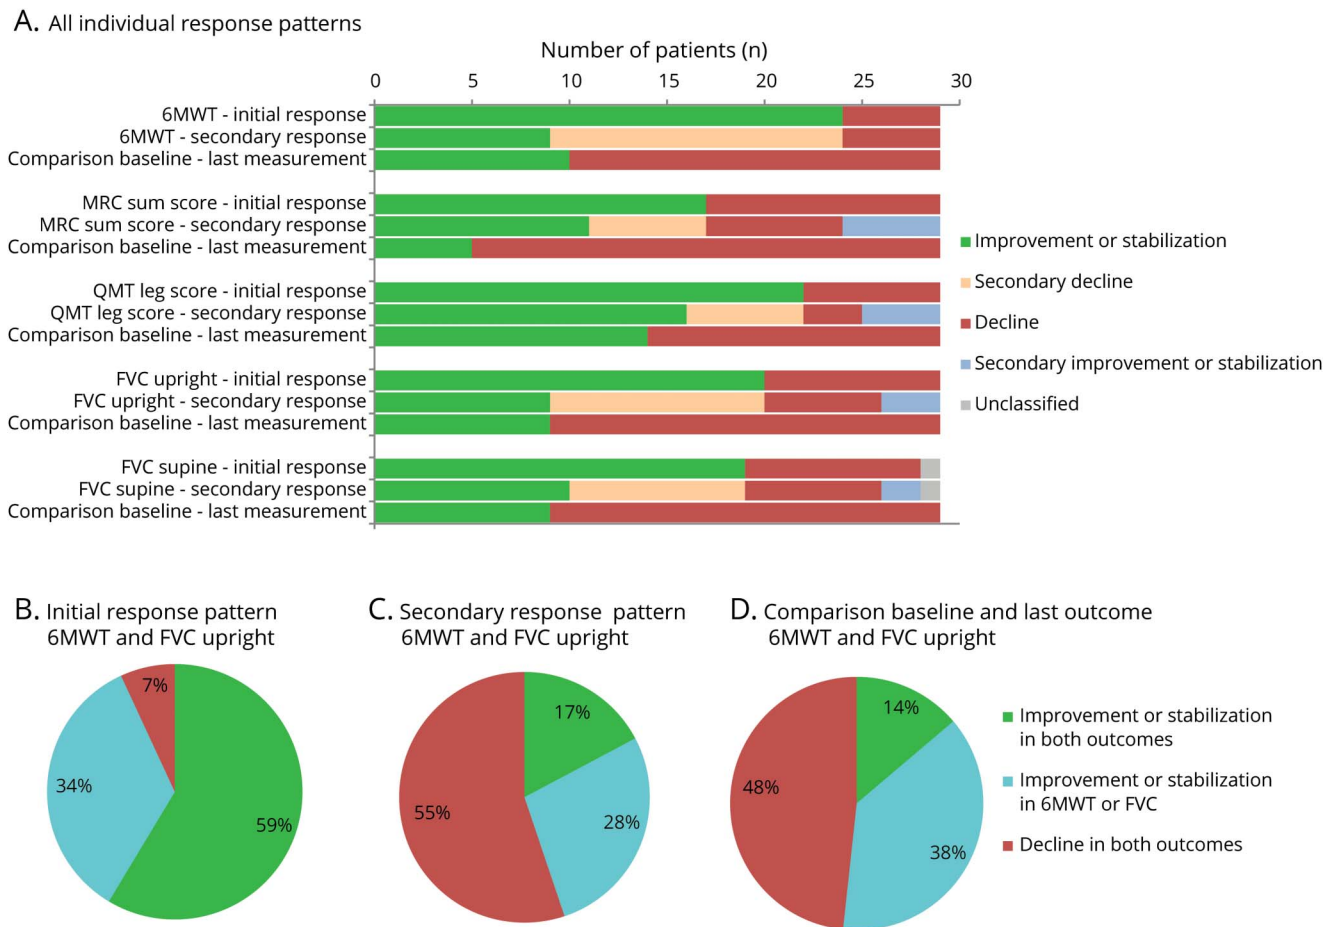 A. All individual response patterns
Number of patients (n)
0 5 10 15 20 25 30
6MWT - initial response
6MWT - secondary response
Comparison baseline - last measurement
MRC sum score - initial response
MRC sum score - secondary response
Comparison baseline - last measurement
QMT leg score - initial response
QMT leg score - secondary response
Comparison baseline - last measurement
FVC upright - initial response
FVC upright - secondary response
Comparison baseline - last measurement
FVC supine - initial response
FVC supine - secondary response
Comparison baseline - last measurement
Improvement or stabilization
Secondary decline
Decline
Secondary improvement or stabilization
Unclassified
B. Initial response pattern
6MWT and FVC upright
7%
34%
59%
C. Secondary response pattern
6MWT and FVC upright
17%
55%
28%
D. Comparison baseline and last outcome
6MWT and FVC upright
14%
48%
38%
Improvement or stabilization
in both outcomes
Improvement or stabilization
in 6MWT or FVC
Decline in both outcomes